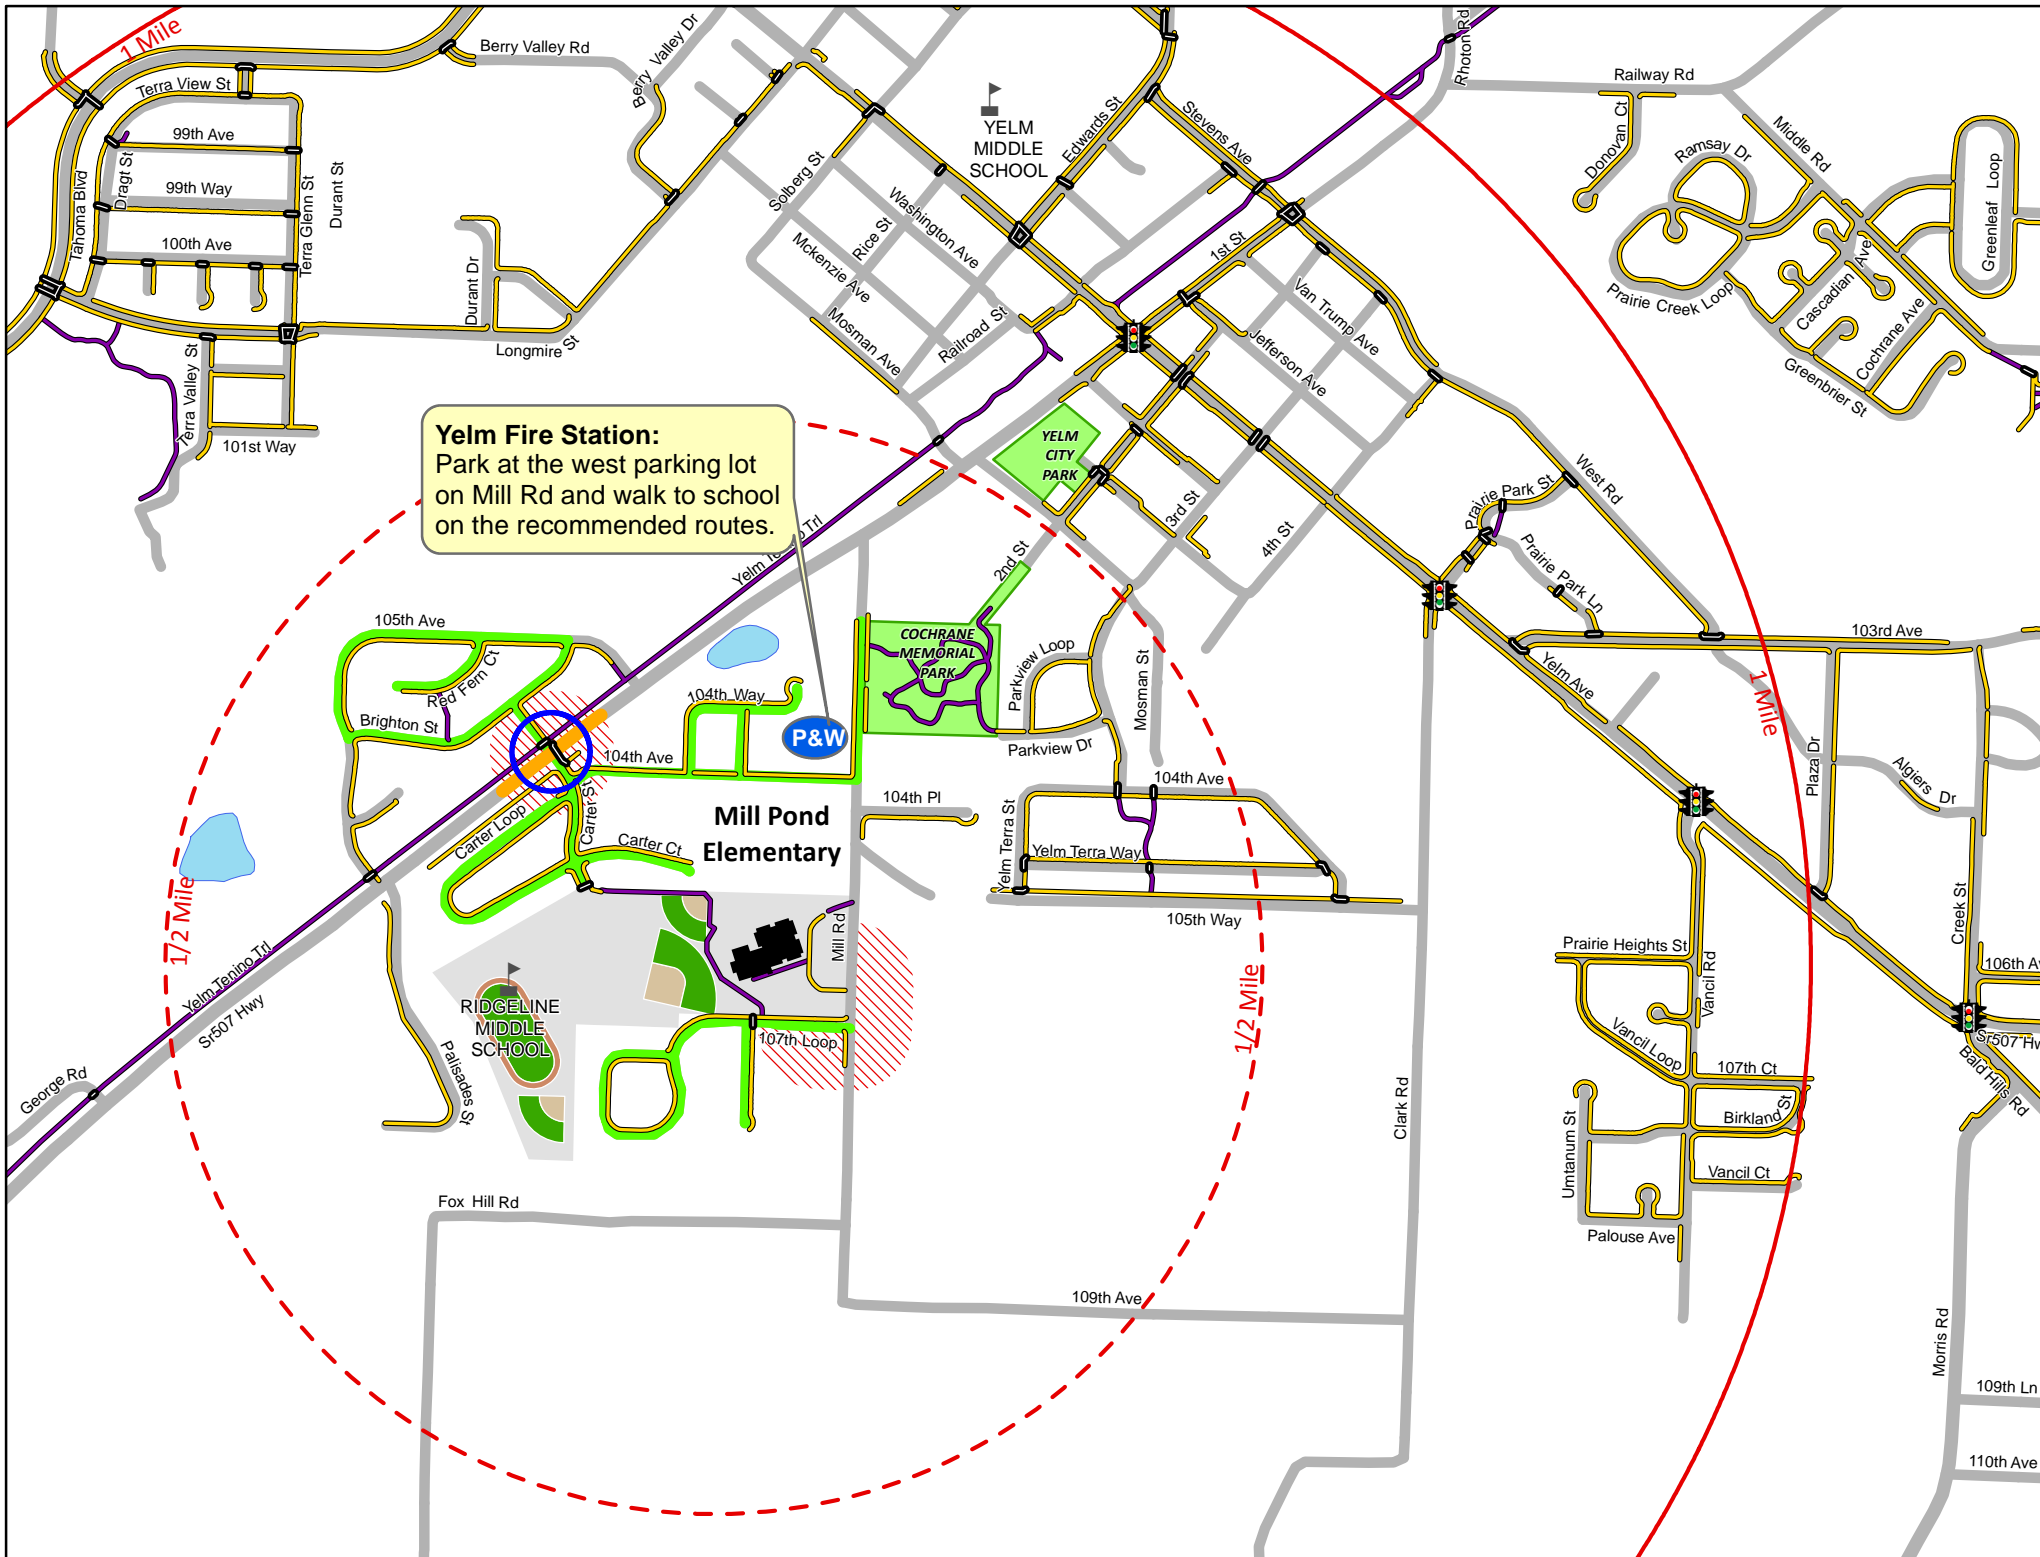 1 Mile
Berry Valley Rd
Berry Valley Dr
Terra View St
99th Ave
Dragt St
99th Way
Durant St
Terra Glenn St
Tahoma Blvd
100th Ave
Durant Dr
Longmire St
Terra Valley St
101st Way
YELM
MIDDLE
SCHOOL
Edwards St
Stevens Ave
Solberg St
Washington Ave
Rice St
Mckenzie Ave
Mosman Ave
Railroad St
1st St
Van Trump Ave
Jefferson Ave
Rhoton Rd
Railway Rd
Donovan Ct
Middle Rd
Ramsay Dr
Greenleaf Loop
Prairie Creek Loop
Cascadian Ave
Cochrane Ave
Greenbrier St
Yelm Fire Station:
Park at the west parking lot
on Mill Rd and walk to school
on the recommended routes.
YELM
CITY
PARK
3rd St
4th St
2nd St
West Rd
Prairie Park St
Prairie Park Ln
103rd Ave
Yelm Ave
1 Mile
Plaza Dr
Algiers Dr
Creek St
106th Av
Sr507 Hw
Bald Hills Rd
Yelm Tenino Trl
105th Ave
Red Fern Ct
Brighton St
104th Way
P&W
104th Ave
COCHRANE
MEMORIAL
PARK
Parkview Loop
Parkview Dr
Mosman St
104th Ave
104th Pl
Yelm Terra St
Yelm Terra Way
105th Way
Carter Loop
Carter St
Carter Ct
Mill Pond
Elementary
Mill Rd
1/2 Mile
Yelm Tenino Trl
Sr507 Hwy
George Rd
Palisades St
RIDGELINE
MIDDLE
SCHOOL
107th Loop
1/2 Mile
Clark Rd
Prairie Heights St
Vancil Rd
Vancil Loop
107th Ct
Birkland St
Umtanum St
Vancil Ct
Palouse Ave
Fox Hill Rd
109th Ave
Morris Rd
109th Ln
110th Ave